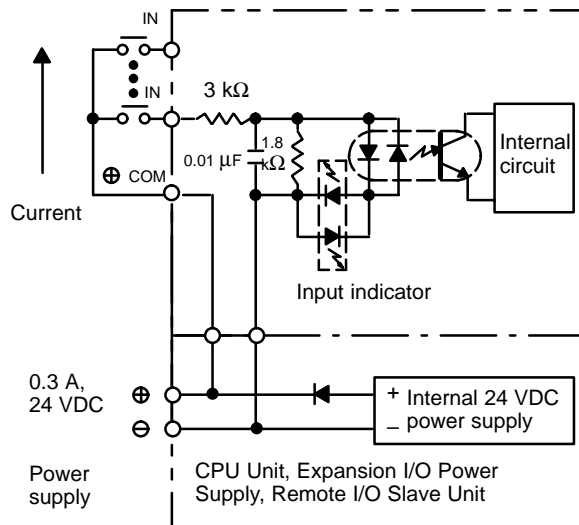 IN
IN
3 kΩ
0.01 µF
1.8
kΩ
Internal
circuit
⊕ COM
Current
Input indicator
0.3 A,
24 VDC
⊕
⊖
+ Internal 24 VDC
– power supply
Power
supply
CPU Unit, Expansion I/O Power
Supply, Remote I/O Slave Unit